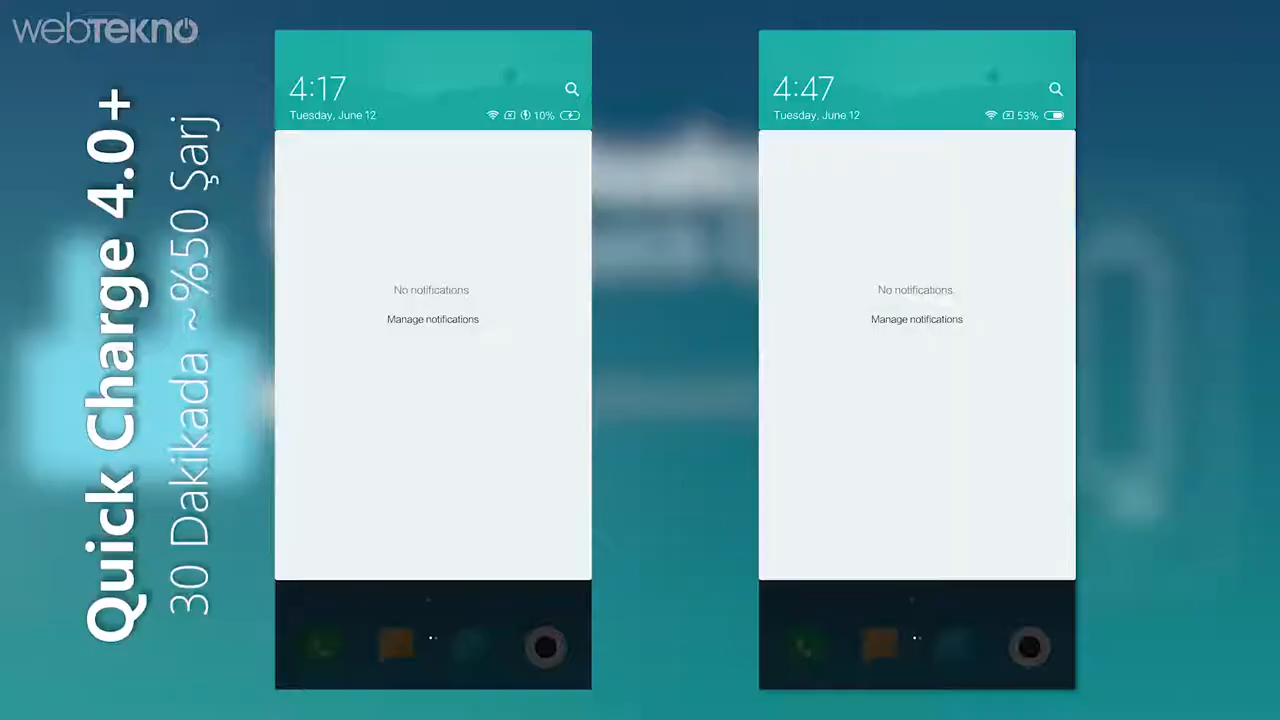 webTEKNO
Quick Charge 4.0+
30 Dakikada ~%50 Şarj
4:17
Tuesday, June 12
10%
No notifications
Manage notifications
4:47
Tuesday, June 12
53%
No notifications
Manage notifications